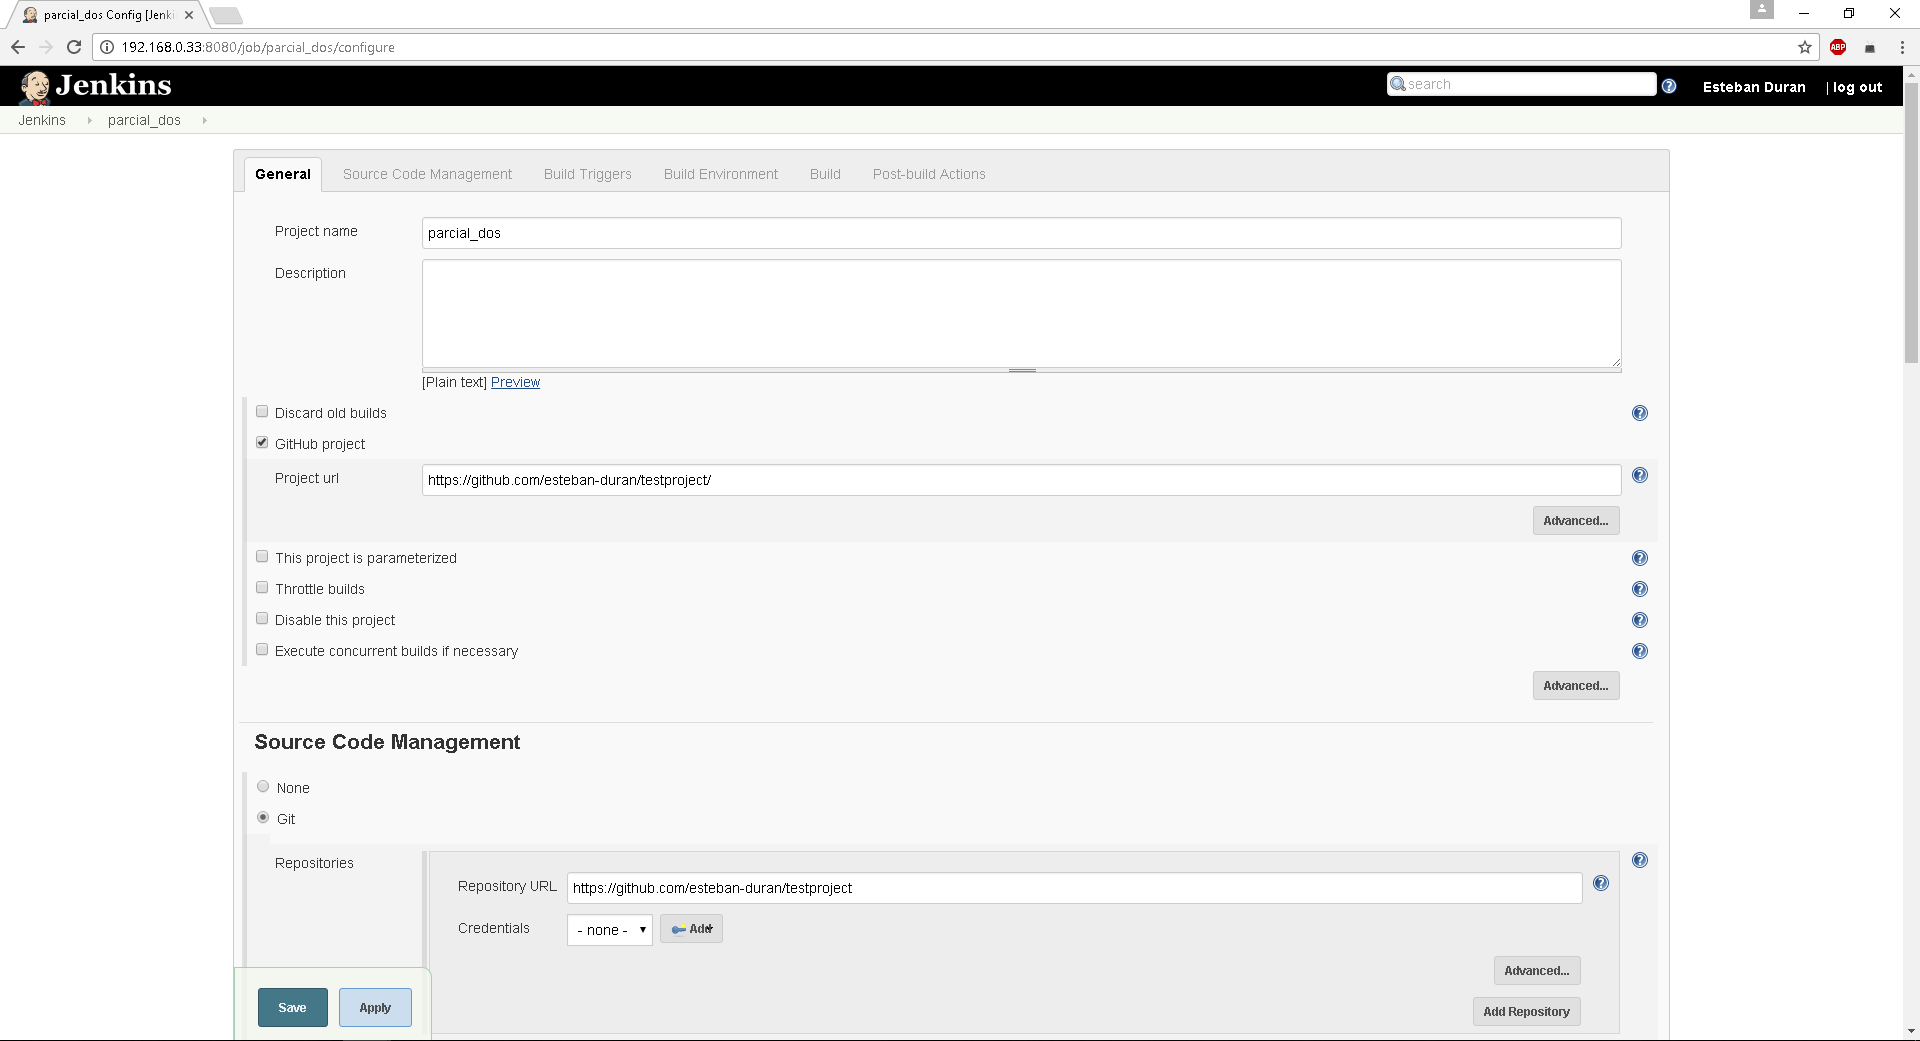 parcial_dos Config [Jenki
192.168.0.33:8080/job/parcial_dos/configure
ABP
Jenkins
search
Esteban Duran
| log out
Jenkins
parcial_dos
General
Source Code Management
Build Triggers
Build Environment
Build
Post-build Actions
Project name
parcial_dos
Description
[Plain text] Preview
Discard old builds
GitHub project
Project url
https://github.com/esteban-duran/testproject/
Advanced...
This project is parameterized
Throttle builds
Disable this project
Execute concurrent builds if necessary
Advanced...
Source Code Management
None
Git
Repositories
Repository URL
https://github.com/esteban-duran/testproject
Credentials
- none -
Add
Advanced...
Save
Apply
Add Repository